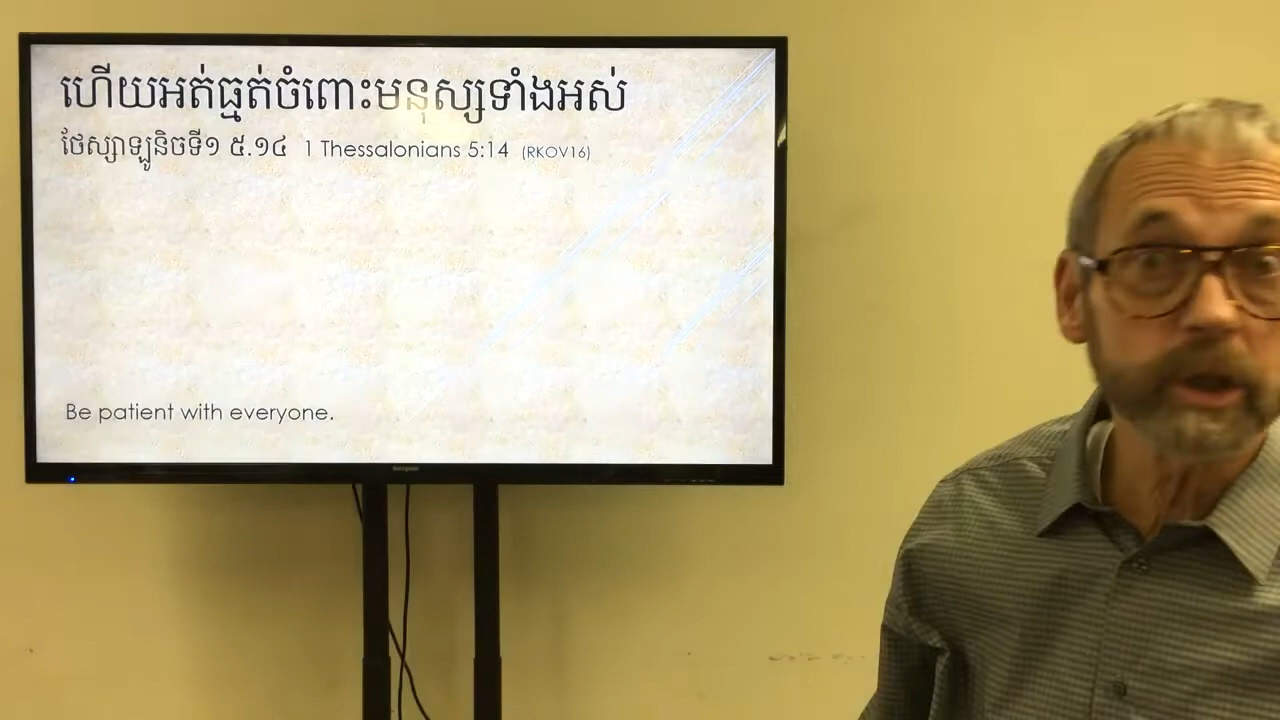 ហើយអត់ធ្មត់ចំពោះមនុស្សទាំងអស់
ថែស្សាឡូនិចទី១ ៥.១៤ 1 Thessalonians 5:14 (RKOV16)
Be patient with everyone.